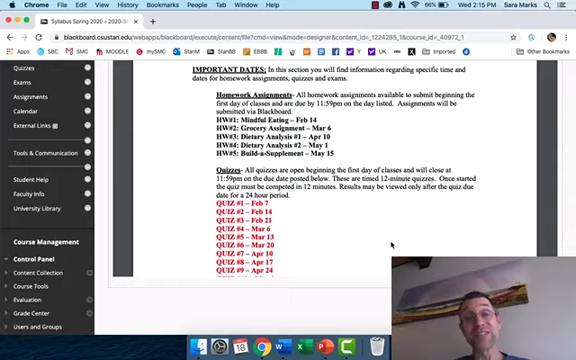 Chrome File Edit View History Bookmarks People Tab Window Help
66% Wed 2:15 PM Sara Marks
Syllabus Spring 2020 – 2020-S
blackboard.csustan.edu/webapps/blackboard/execute/content/file?cmd=view&mode=designer&content_id=_1224285_1&course_id=_40972_1
Apps SMC MOODLE mySMC Stan StanBB HW Imported Other Bookmarks
Quizzes
Exams
Assignments
Calendar
External Links
Tools & Communication
Student Help
Faculty Info
University Library
Course Management
Control Panel
Content Collection
Course Tools
Evaluation
Grade Center
Users and Groups
IMPORTANT DATES: In this section you will find information regarding specific time and
dates for homework assignments, quizzes and exams.
Homework Assignments- All homework assignments available to submit beginning the
first day of classes and are due by 11:59pm on the day listed. Assignments will be
submitted via Blackboard.
HW#1: Mindful Eating – Feb 14
HW#2: Grocery Assignment – Mar 6
HW#3: Dietary Analysis #1 – Apr 10
HW#4: Dietary Analysis #2 – May 1
HW#5: Build-a-Supplement – May 15
Quizzes- All quizzes are open beginning the first day of classes and will close at
11:59pm on the due date posted below. These are timed 12-minute quizzes. Once started
the quiz must be competed in 12 minutes. Results may be viewed only after the quiz due
date for a 24 hour period.
QUIZ #1 – Feb 7
QUIZ #2 – Feb 14
QUIZ #3 – Feb 21
QUIZ #4 – Mar 6
QUIZ #5 – Mar 13
QUIZ #6 – Mar 20
QUIZ #7 – Apr 10
QUIZ #8 – Apr 17
QUIZ #9 – Apr 24
18